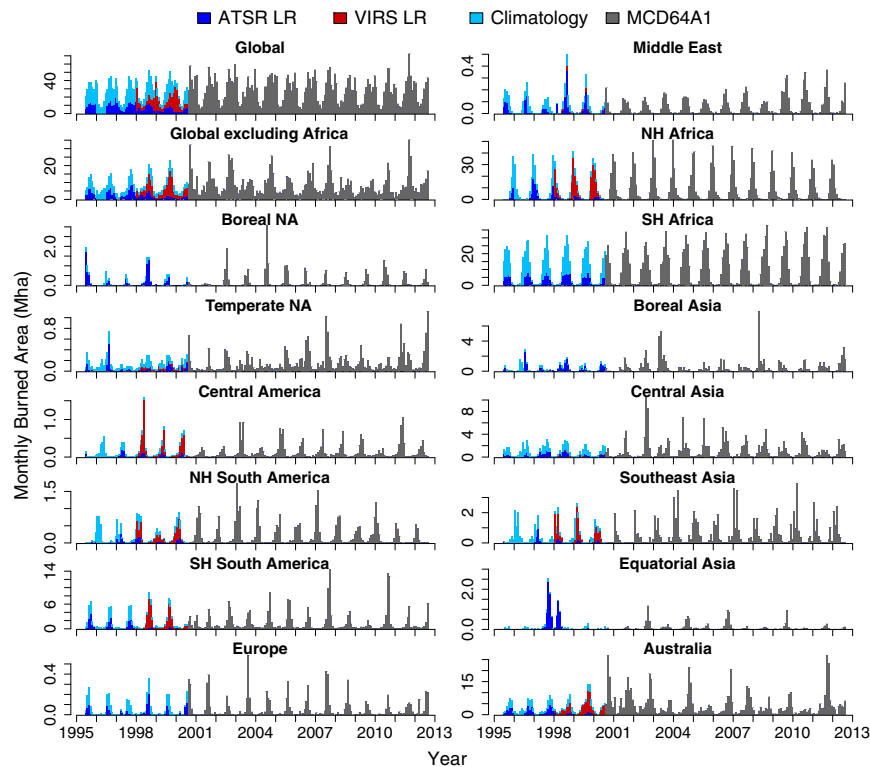 ATSR LR VIRS LR Climatology MCD64A1
Global
0 40
Middle East
0.0 0.4
Global excluding Africa
0 20
NH Africa
0 30
Boreal NA
0.0 2.0
SH Africa
0 20
Temperate NA
0.0 0.8
Boreal Asia
0 2 4
Central America
0.0 1.0
Central Asia
0 4 8
NH South America
0.0 1.5
Southeast Asia
0 2
SH South America
0 6 14
Equatorial Asia
0.0 2.0
Europe
0.0 0.4
Australia
0 15
1995 1998 2001 2004 2007 2010 2013
1995 1998 2001 2004 2007 2010 2013
Monthly Burned Area (Mha)
Year